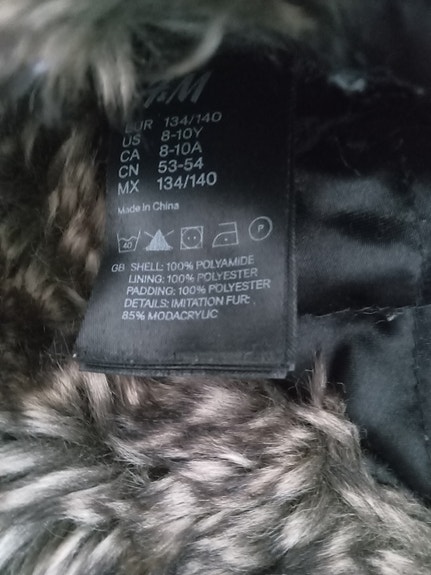 H&M
EUR 134/140
US 8-10Y
CA 8-10A
CN 53-54
MX 134/140
Made in China
40
P
GB SHELL: 100% POLYAMIDE
LINING: 100% POLYESTER
PADDING: 100% POLYESTER
DETAILS: IMITATION FUR:
85% MODACRYLIC